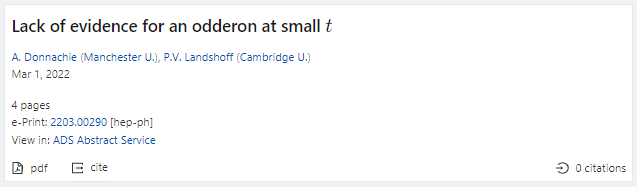 Lack of evidence for an odderon at small t
A. Donnachie (Manchester U.), P.V. Landshoff (Cambridge U.)
Mar 1, 2022
4 pages
e-Print: 2203.00290 [hep-ph]
View in: ADS Abstract Service
pdf cite 0 citations